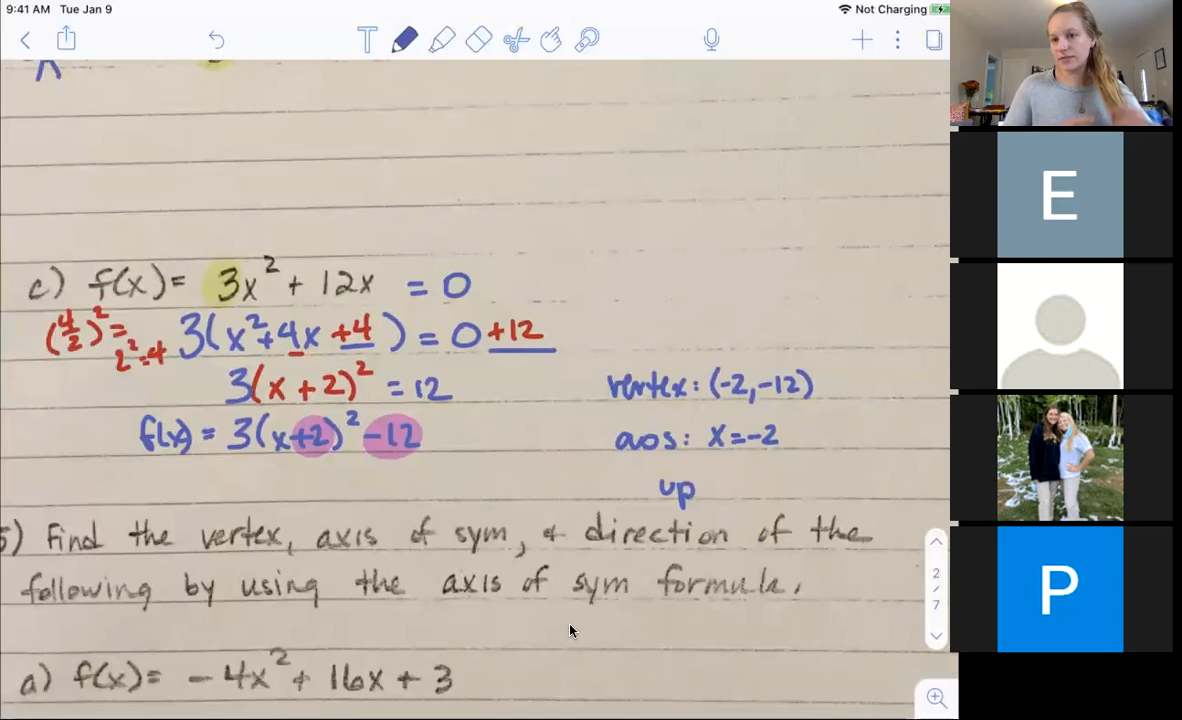 9:41 AM Tue Jan 9
Not Charging
T
c) f(x) = 3x² + 12x = 0
(4/2)² = 2² = 4 3(x² + 4x + 4) = 0 + 12
3(x + 2)² = 12
vertex: (-2, -12)
f(x) = 3(x+2)² - 12
aos: x = -2
up
5) Find the vertex, axis of sym, & direction of the
following by using the axis of sym formula.
a) f(x) = -4x² + 16x + 3
2
/
7
E
P